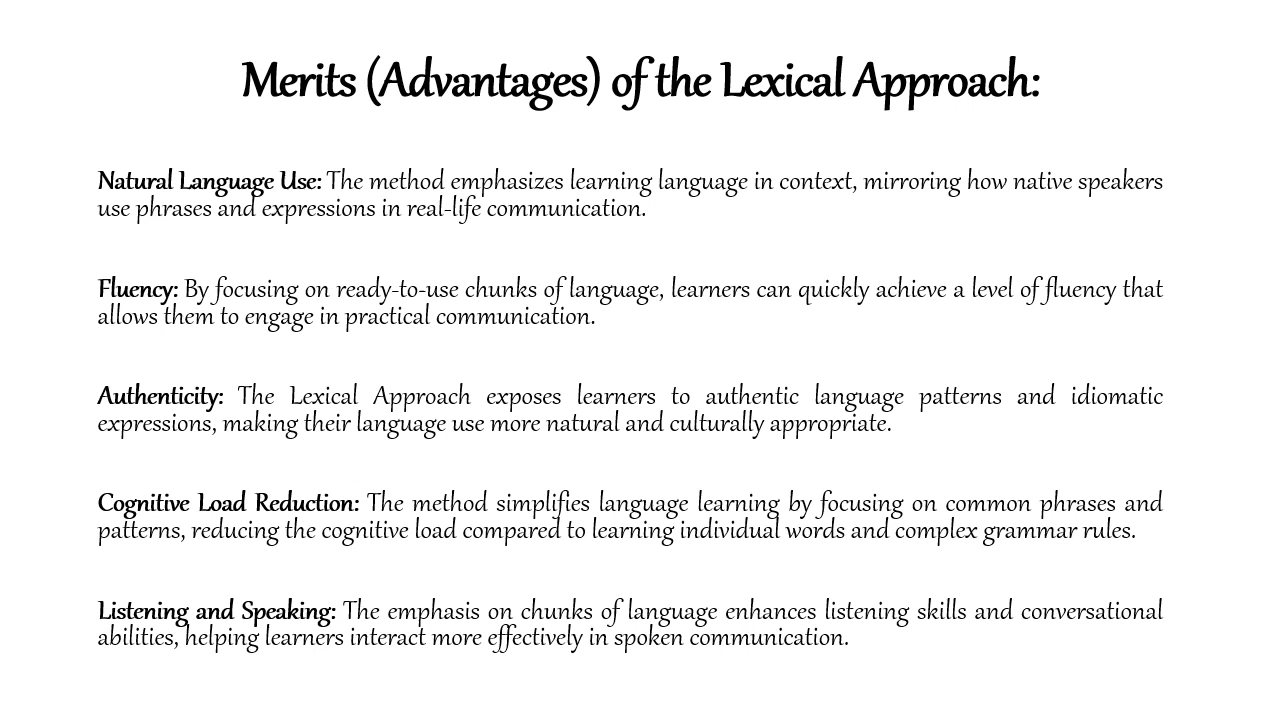 Merits (Advantages) of the Lexical Approach:
Natural Language Use: The method emphasizes learning language in context, mirroring how native speakers
use phrases and expressions in real-life communication.
Fluency: By focusing on ready-to-use chunks of language, learners can quickly achieve a level of fluency that
allows them to engage in practical communication.
Authenticity: The Lexical Approach exposes learners to authentic language patterns and idiomatic
expressions, making their language use more natural and culturally appropriate.
Cognitive Load Reduction: The method simplifies language learning by focusing on common phrases and
patterns, reducing the cognitive load compared to learning individual words and complex grammar rules.
Listening and Speaking: The emphasis on chunks of language enhances listening skills and conversational
abilities, helping learners interact more effectively in spoken communication.